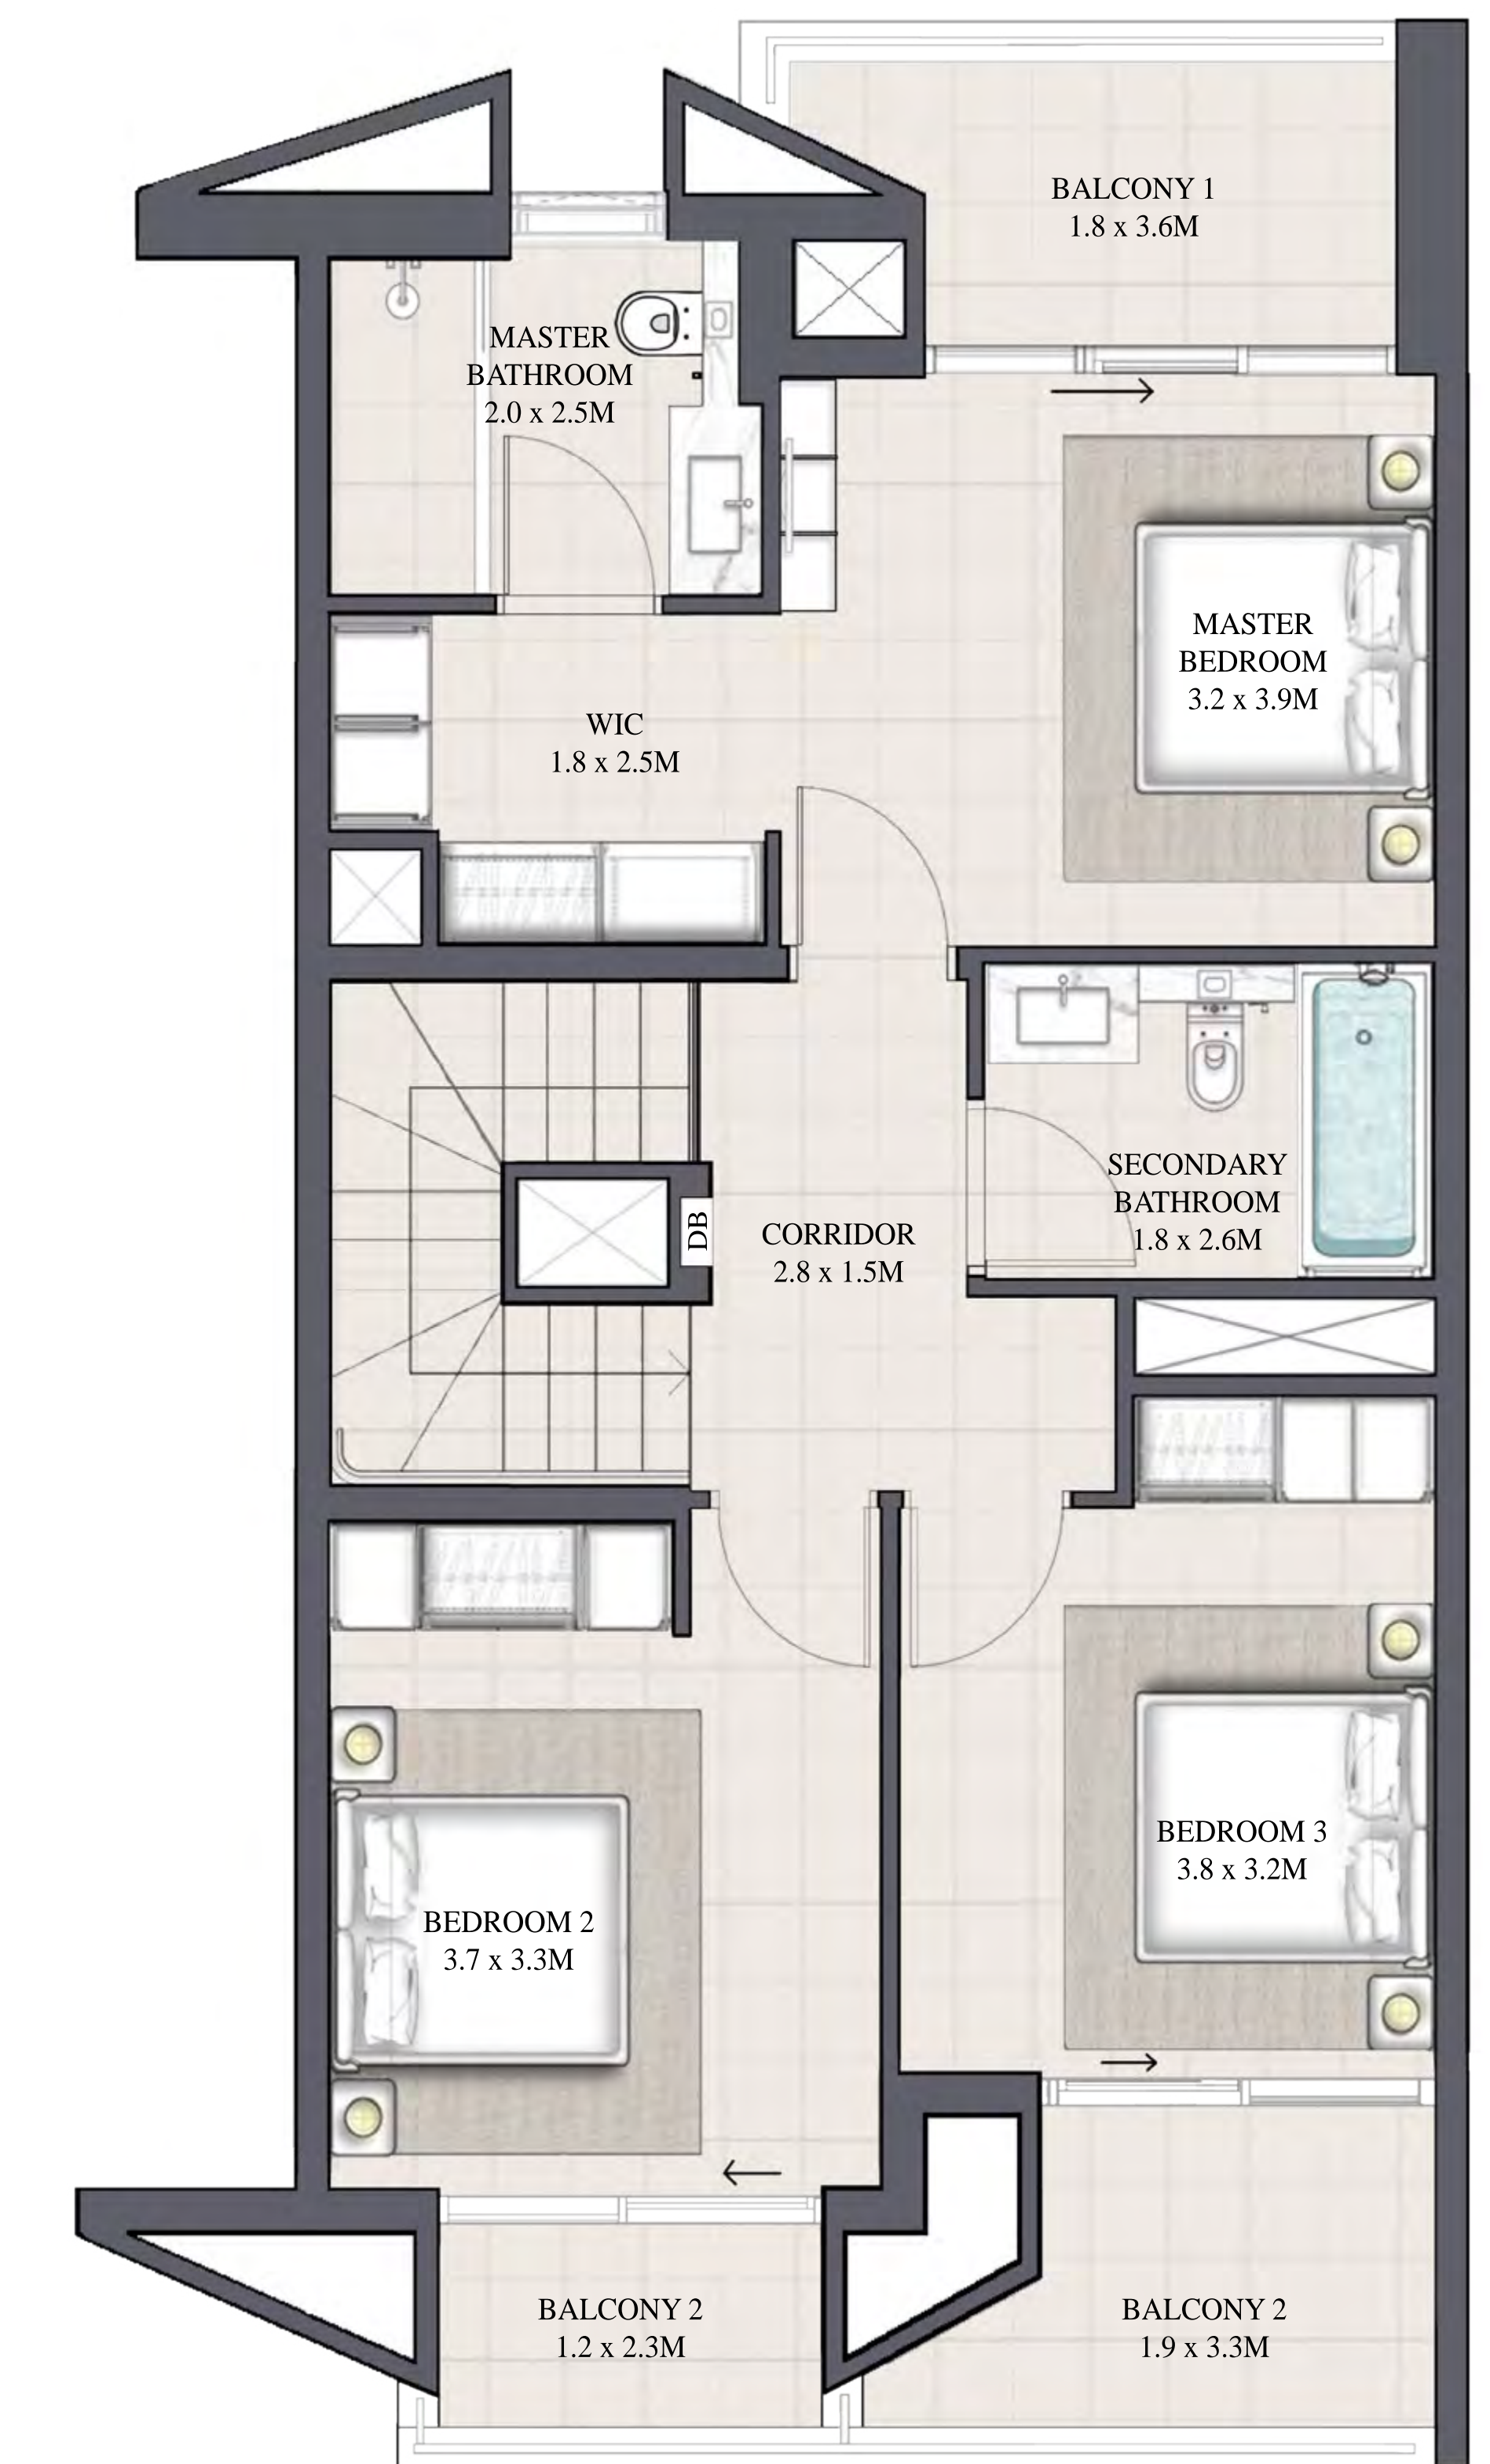 BALCONY 1
1.8 x 3.6M
MASTER
BATHROOM
2.0 x 2.5M
MASTER
BEDROOM
3.2 x 3.9M
WIC
1.8 x 2.5M
SECONDARY
BATHROOM
1.8 x 2.6M
DB
CORRIDOR
2.8 x 1.5M
BEDROOM 3
3.8 x 3.2M
BEDROOM 2
3.7 x 3.3M
BALCONY 2
1.2 x 2.3M
BALCONY 2
1.9 x 3.3M